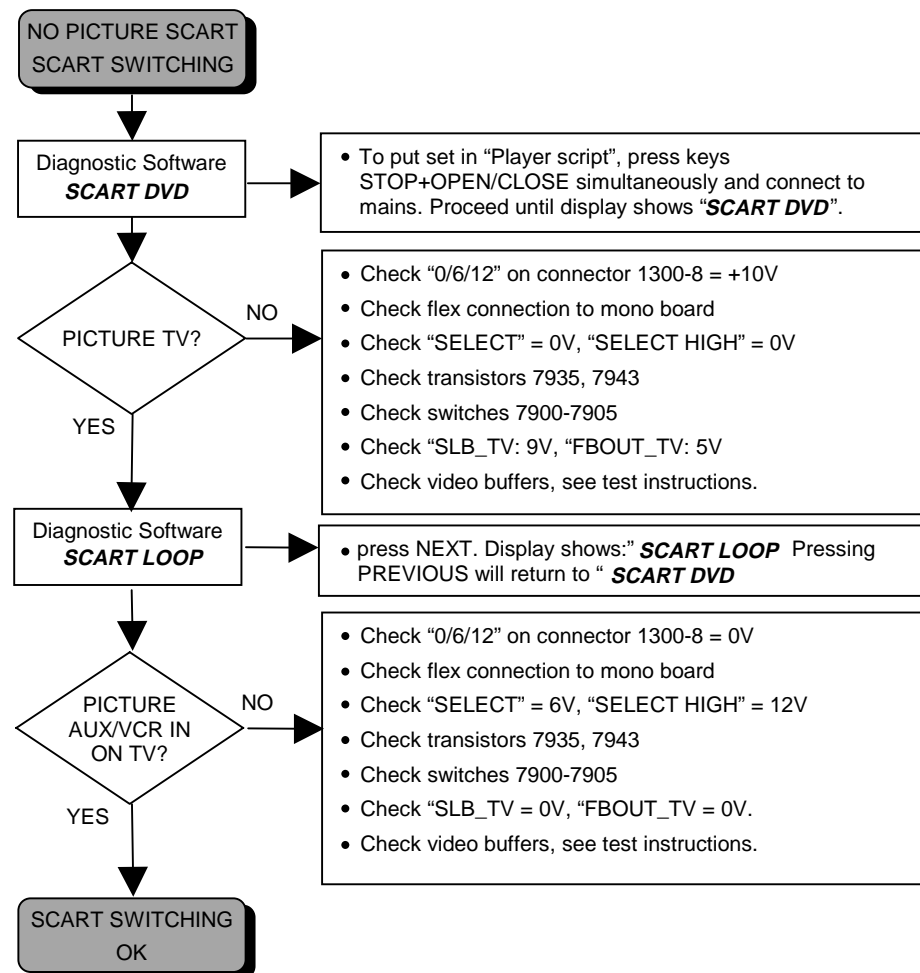 NO PICTURE SCART
SCART SWITCHING
Diagnostic Software
SCART DVD
• To put set in “Player script”, press keys
STOP+OPEN/CLOSE simultaneously and connect to
mains. Proceed until display shows “SCART DVD”.
PICTURE TV?
NO
YES
• Check “0/6/12” on connector 1300-8 = +10V
• Check flex connection to mono board
• Check “SELECT” = 0V, “SELECT HIGH” = 0V
• Check transistors 7935, 7943
• Check switches 7900-7905
• Check “SLB_TV: 9V, “FBOUT_TV: 5V
• Check video buffers, see test instructions.
Diagnostic Software
SCART LOOP
• press NEXT. Display shows:” SCART LOOP Pressing
PREVIOUS will return to “ SCART DVD
PICTURE
AUX/VCR IN
ON TV?
NO
YES
• Check “0/6/12” on connector 1300-8 = 0V
• Check flex connection to mono board
• Check “SELECT” = 6V, “SELECT HIGH” = 12V
• Check transistors 7935, 7943
• Check switches 7900-7905
• Check “SLB_TV = 0V, “FBOUT_TV = 0V.
• Check video buffers, see test instructions.
SCART SWITCHING
OK